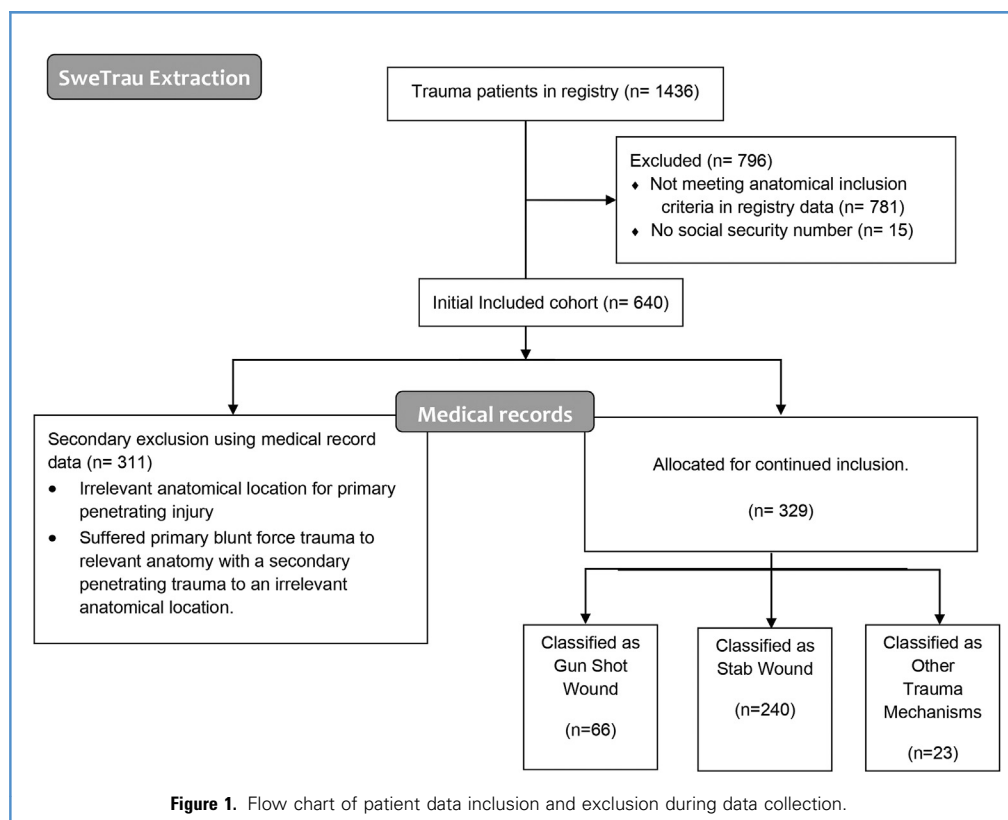 SweTrau Extraction
Trauma patients in registry (n= 1436)
Excluded (n= 796)
♦ Not meeting anatomical inclusion
criteria in registry data (n= 781)
♦ No social security number (n= 15)
Initial Included cohort (n= 640)
Medical records
Secondary exclusion using medical record
data (n= 311)
• Irrelevant anatomical location for primary
penetrating injury
• Suffered primary blunt force trauma to
relevant anatomy with a secondary
penetrating trauma to an irrelevant
anatomical location.
Allocated for continued inclusion.
(n= 329)
Classified as
Gun Shot
Wound
(n=66)
Classified as
Stab Wound
(n=240)
Classified as
Other
Trauma
Mechanisms
(n=23)
Figure 1. Flow chart of patient data inclusion and exclusion during data collection.